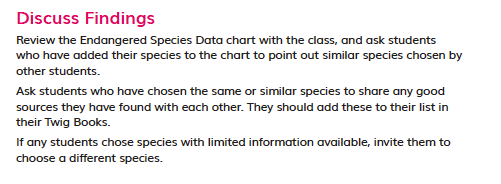 Discuss Findings
Review the Endangered Species Data chart with the class, and ask students
who have added their species to the chart to point out similar species chosen by
other students.
Ask students who have chosen the same or similar species to share any good
sources they have found with each other. They should add these to their list in
their Twig Books.
If any students chose species with limited information available, invite them to
choose a different species.